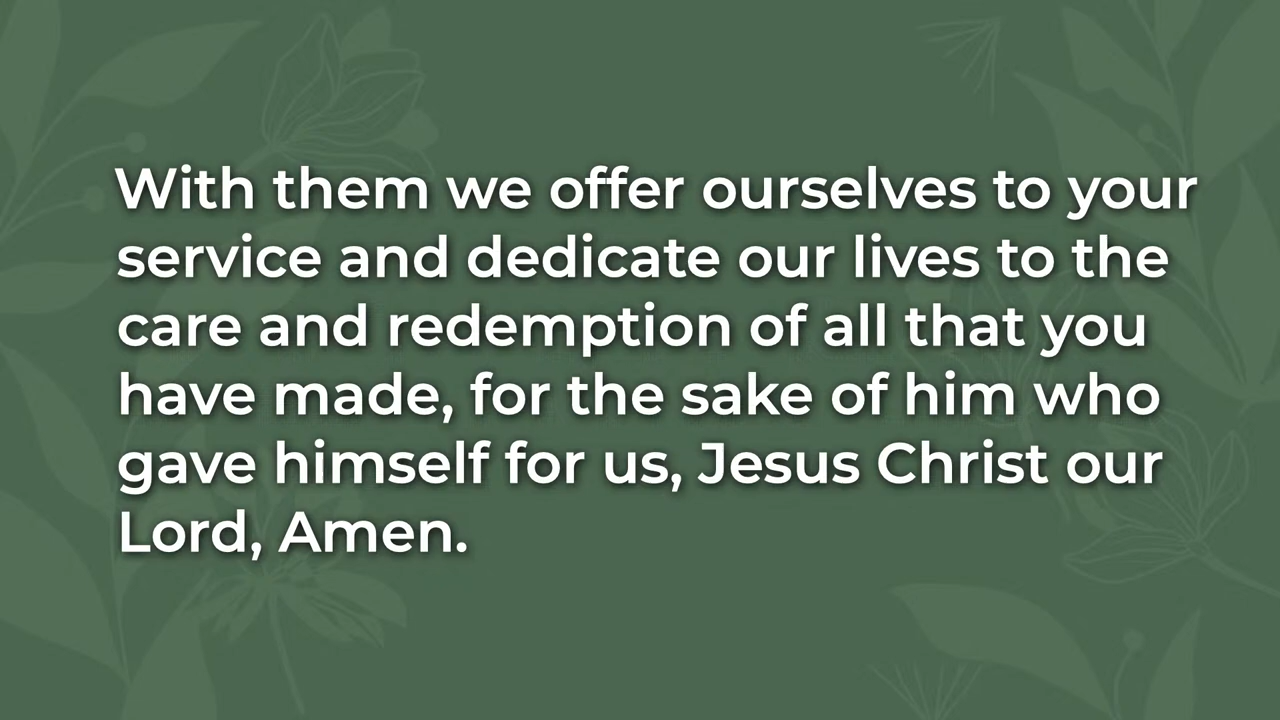 With them we offer ourselves to your
service and dedicate our lives to the
care and redemption of all that you
have made, for the sake of him who
gave himself for us, Jesus Christ our
Lord, Amen.